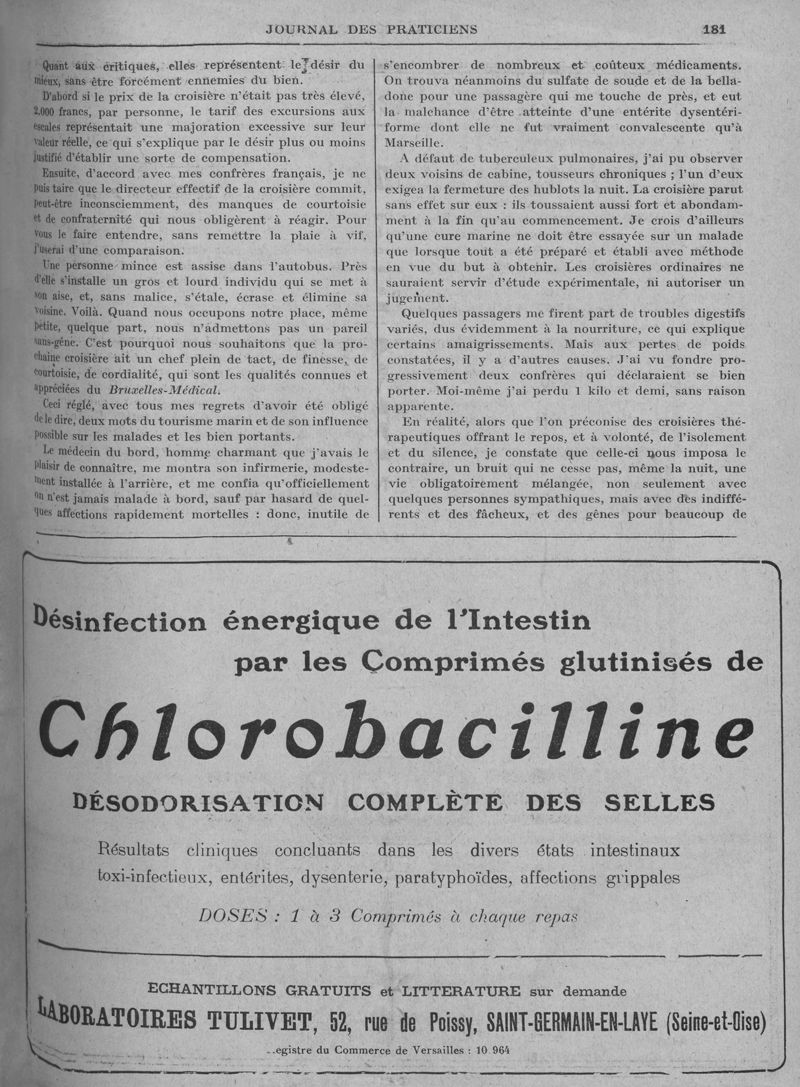 JOURNAL DES PRATICIENS 181
Quant aux critiques, elles représentent le désir du
mieux, sans être forcément ennemies du bien.
D'abord si le prix de la croisière n'était pas très élevé,
2.000 francs, par personne, le tarif des excursions aux
escales représentait une majoration excessive sur leur
valeur réelle, ce qui s'explique par le désir plus ou moins
justifié d'établir une sorte de compensation.
Ensuite, d'accord avec mes confrères français, je ne
puis taire que le directeur effectif de la croisière commit,
peut-être inconsciemment, des manques de courtoisie
et de confraternité qui nous obligèrent à réagir. Pour
vous le faire entendre, sans remettre la plaie à vif,
j'userai d'une comparaison.
Une personne mince est assise dans l'autobus. Près
d'elle s'installe un gros et lourd individu qui se met à
son aise, et, sans malice, s'étale, écrase et élimine sa
voisine. Voilà. Quand nous occupons notre place, même
petite, quelque part, nous n'admettons pas un pareil
sans-gêne. C'est pourquoi nous souhaitons que la pro-
chaine croisière ait un chef plein de tact, de finesse, de
courtoisie, de cordialité, qui sont les qualités connues et
appréciées du Bruxelles-Médical.
Ceci réglé, avec tous mes regrets d'avoir été obligé
de le dire, deux mots du tourisme marin et de son influence
possible sur les malades et les bien portants.
Le médecin du bord, homme charmant que j'avais le
plaisir de connaître, me montra son infirmerie, modeste-
ment installée à l'arrière, et me confia qu'officiellement
on n'est jamais malade à bord, sauf par hasard de quel-
ques affections rapidement mortelles : donc, inutile de
s'encombrer de nombreux et coûteux médicaments.
On trouva néanmoins du sulfate de soude et de la bella-
done pour une passagère qui me touche de près, et eut
la malchance d'être atteinte d'une entérite dysentéri-
forme dont elle ne fut vraiment convalescente qu'à
Marseille.
A défaut de tuberculeux pulmonaires, j'ai pu observer
deux voisins de cabine, tousseurs chroniques ; l'un d'eux
exigea la fermeture des hublots la nuit. La croisière parut
sans effet sur eux : ils toussaient aussi fort et abondam-
ment à la fin qu'au commencement. Je crois d'ailleurs
qu'une cure marine ne doit être essayée sur un malade
que lorsque tout a été préparé et établi avec méthode
en vue du but à obtenir. Les croisières ordinaires ne
sauraient servir d'étude expérimentale, ni autoriser un
jugement.
Quelques passagers me firent part de troubles digestifs
variés, dus évidemment à la nourriture, ce qui explique
certains amaigrissements. Mais aux pertes de poids
constatées, il y a d'autres causes. J'ai vu fondre pro-
gressivement deux confrères qui déclaraient se bien
porter. Moi-même j'ai perdu 1 kilo et demi, sans raison
apparente.
En réalité, alors que l'on préconise des croisières thé-
rapeutiques offrant le repos, et à volonté, de l'isolement
et du silence, je constate que celle-ci nous imposa le
contraire, un bruit qui ne cesse pas, même la nuit, une
vie obligatoirement mélangée, non seulement avec
quelques personnes sympathiques, mais avec des indiffé-
rents et des fâcheux, et des gênes pour beaucoup de
Désinfection énergique de l'Intestin
par les Comprimés glutinisés de
Chlorobacilline
DÉSODORISATION COMPLÈTE DES SELLES
Résultats cliniques concluants dans les divers états intestinaux
toxi-infectieux, entérites, dysenterie, paratyphoïdes, affections grippales
DOSES : 1 à 3 Comprimés à chaque repas
ECHANTILLONS GRATUITS et LITTERATURE sur demande
LABORATOIRES TULIVET, 52, rue de Poissy, SAINT-GERMAIN-EN-LAYE (Seine-et-Oise)
egistre du Commerce de Versailles : 10 964